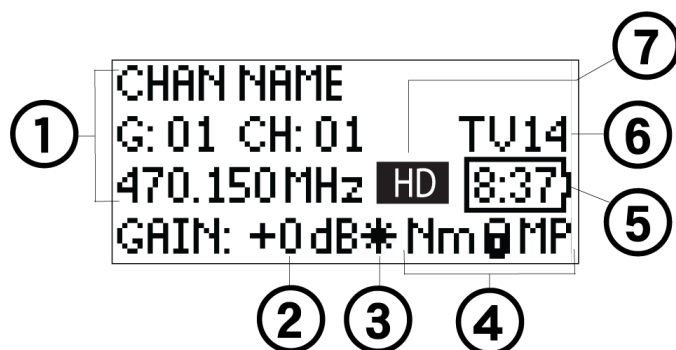 7
CHAN NAME
1
G: 01 CH: 01 TV14
6
470.150 MHz HD 8:37
5
GAIN: +0 dB* Nm MP
2 3 4